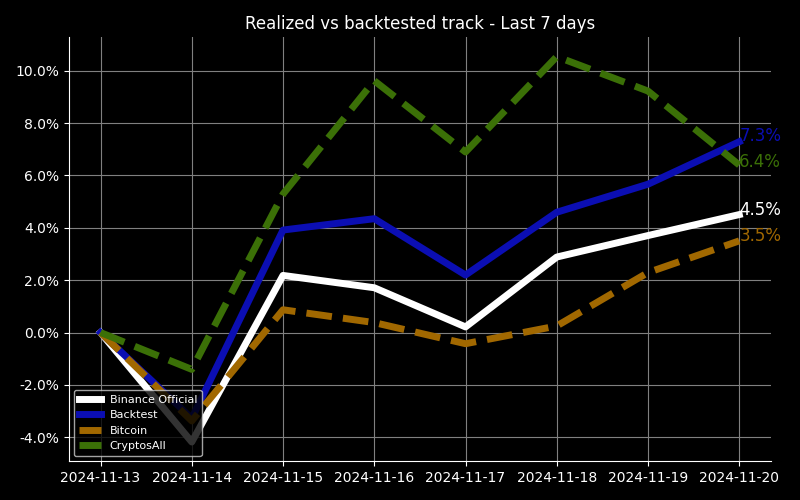 Realized vs backtested track - Last 7 days
10.0%
8.0%
6.0%
4.0%
2.0%
0.0%
-2.0%
-4.0%
7.3%
6.4%
4.5%
3.5%
Binance Official
Backtest
Bitcoin
CryptosAll
2024-11-13 2024-11-14 2024-11-15 2024-11-16 2024-11-17 2024-11-18 2024-11-19 2024-11-20